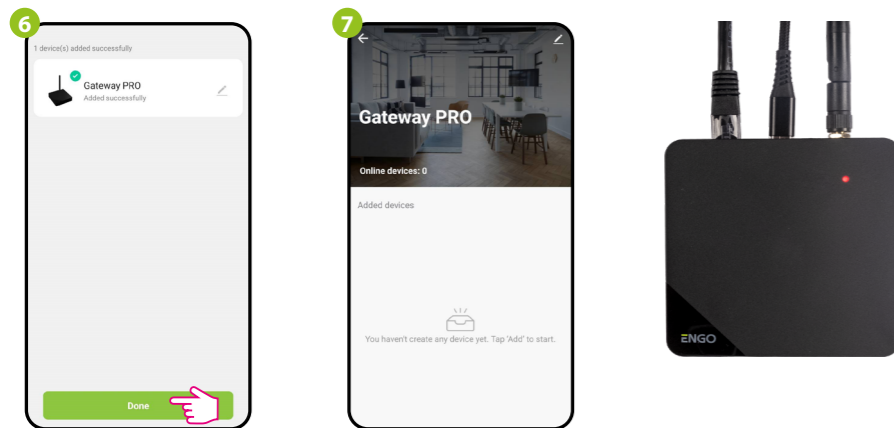 6
1 device(s) added successfully
Gateway PRO
Added successfully
Done
7
Gateway PRO
Online devices: 0
Added devices
You haven't create any device yet. Tap 'Add' to start.
ENGO